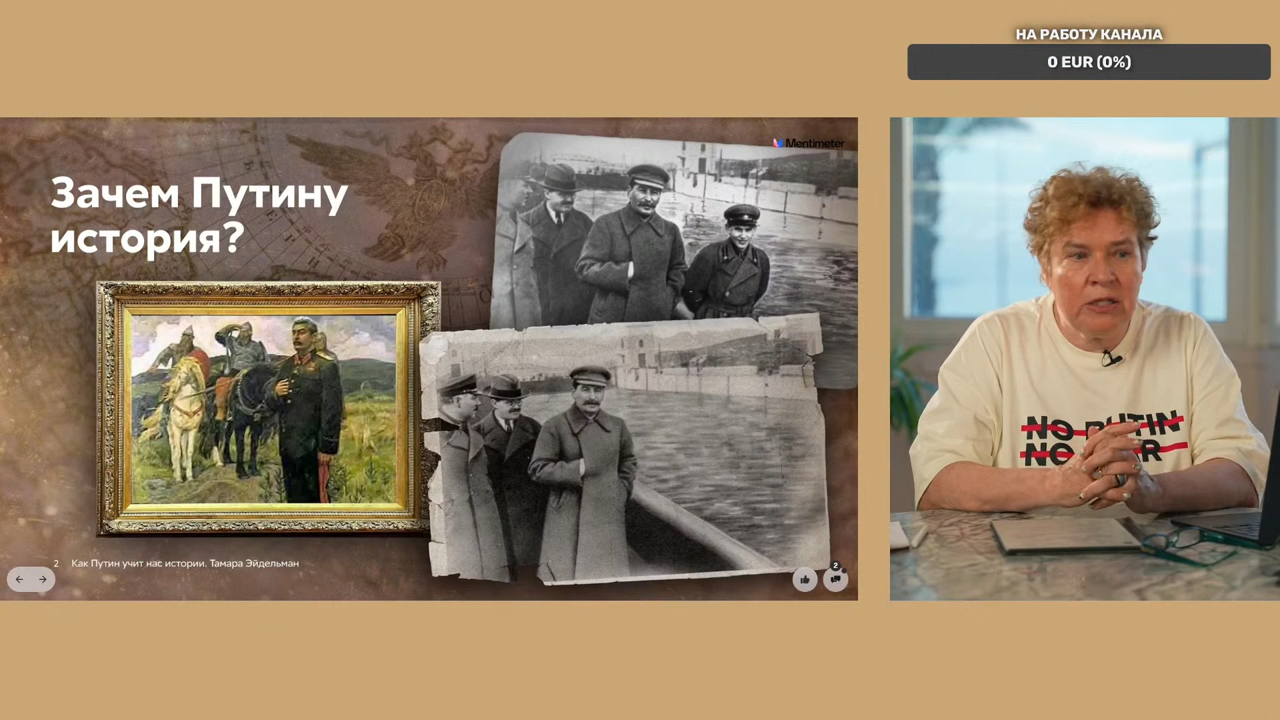 НА РАБОТУ КАНАЛА
0 EUR (0%)
Mentimeter
Зачем Путину
история?
2 Как Путин учит нас истории. Тамара Эйдельман
2
NO PUTIN
NO
R